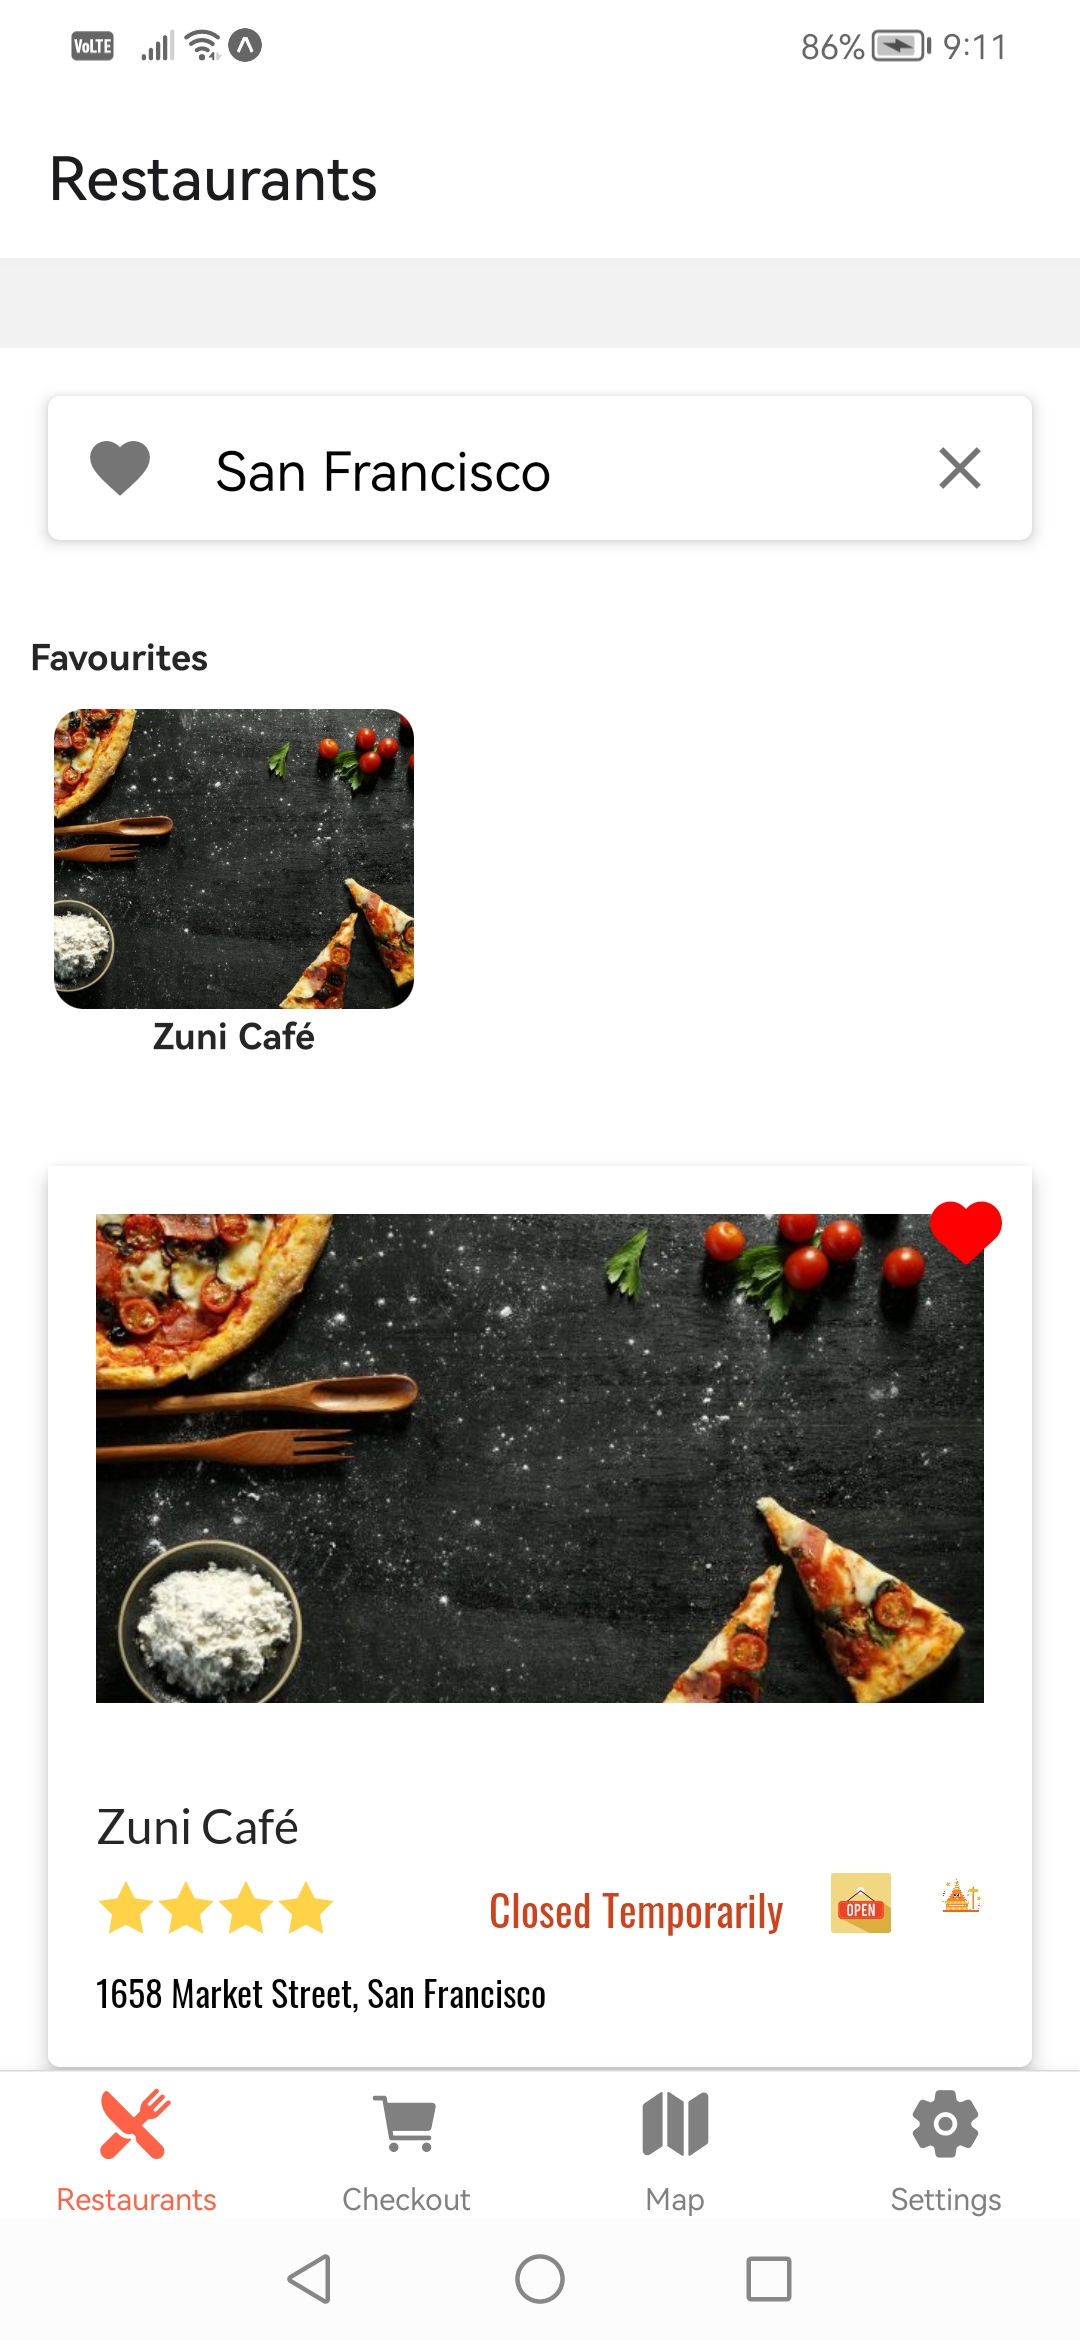 VoLTE 86% 9:11
Restaurants
San Francisco
Favourites
Zuni Café
Zuni Café
Closed Temporarily OPEN
1658 Market Street, San Francisco
Restaurants Checkout Map Settings